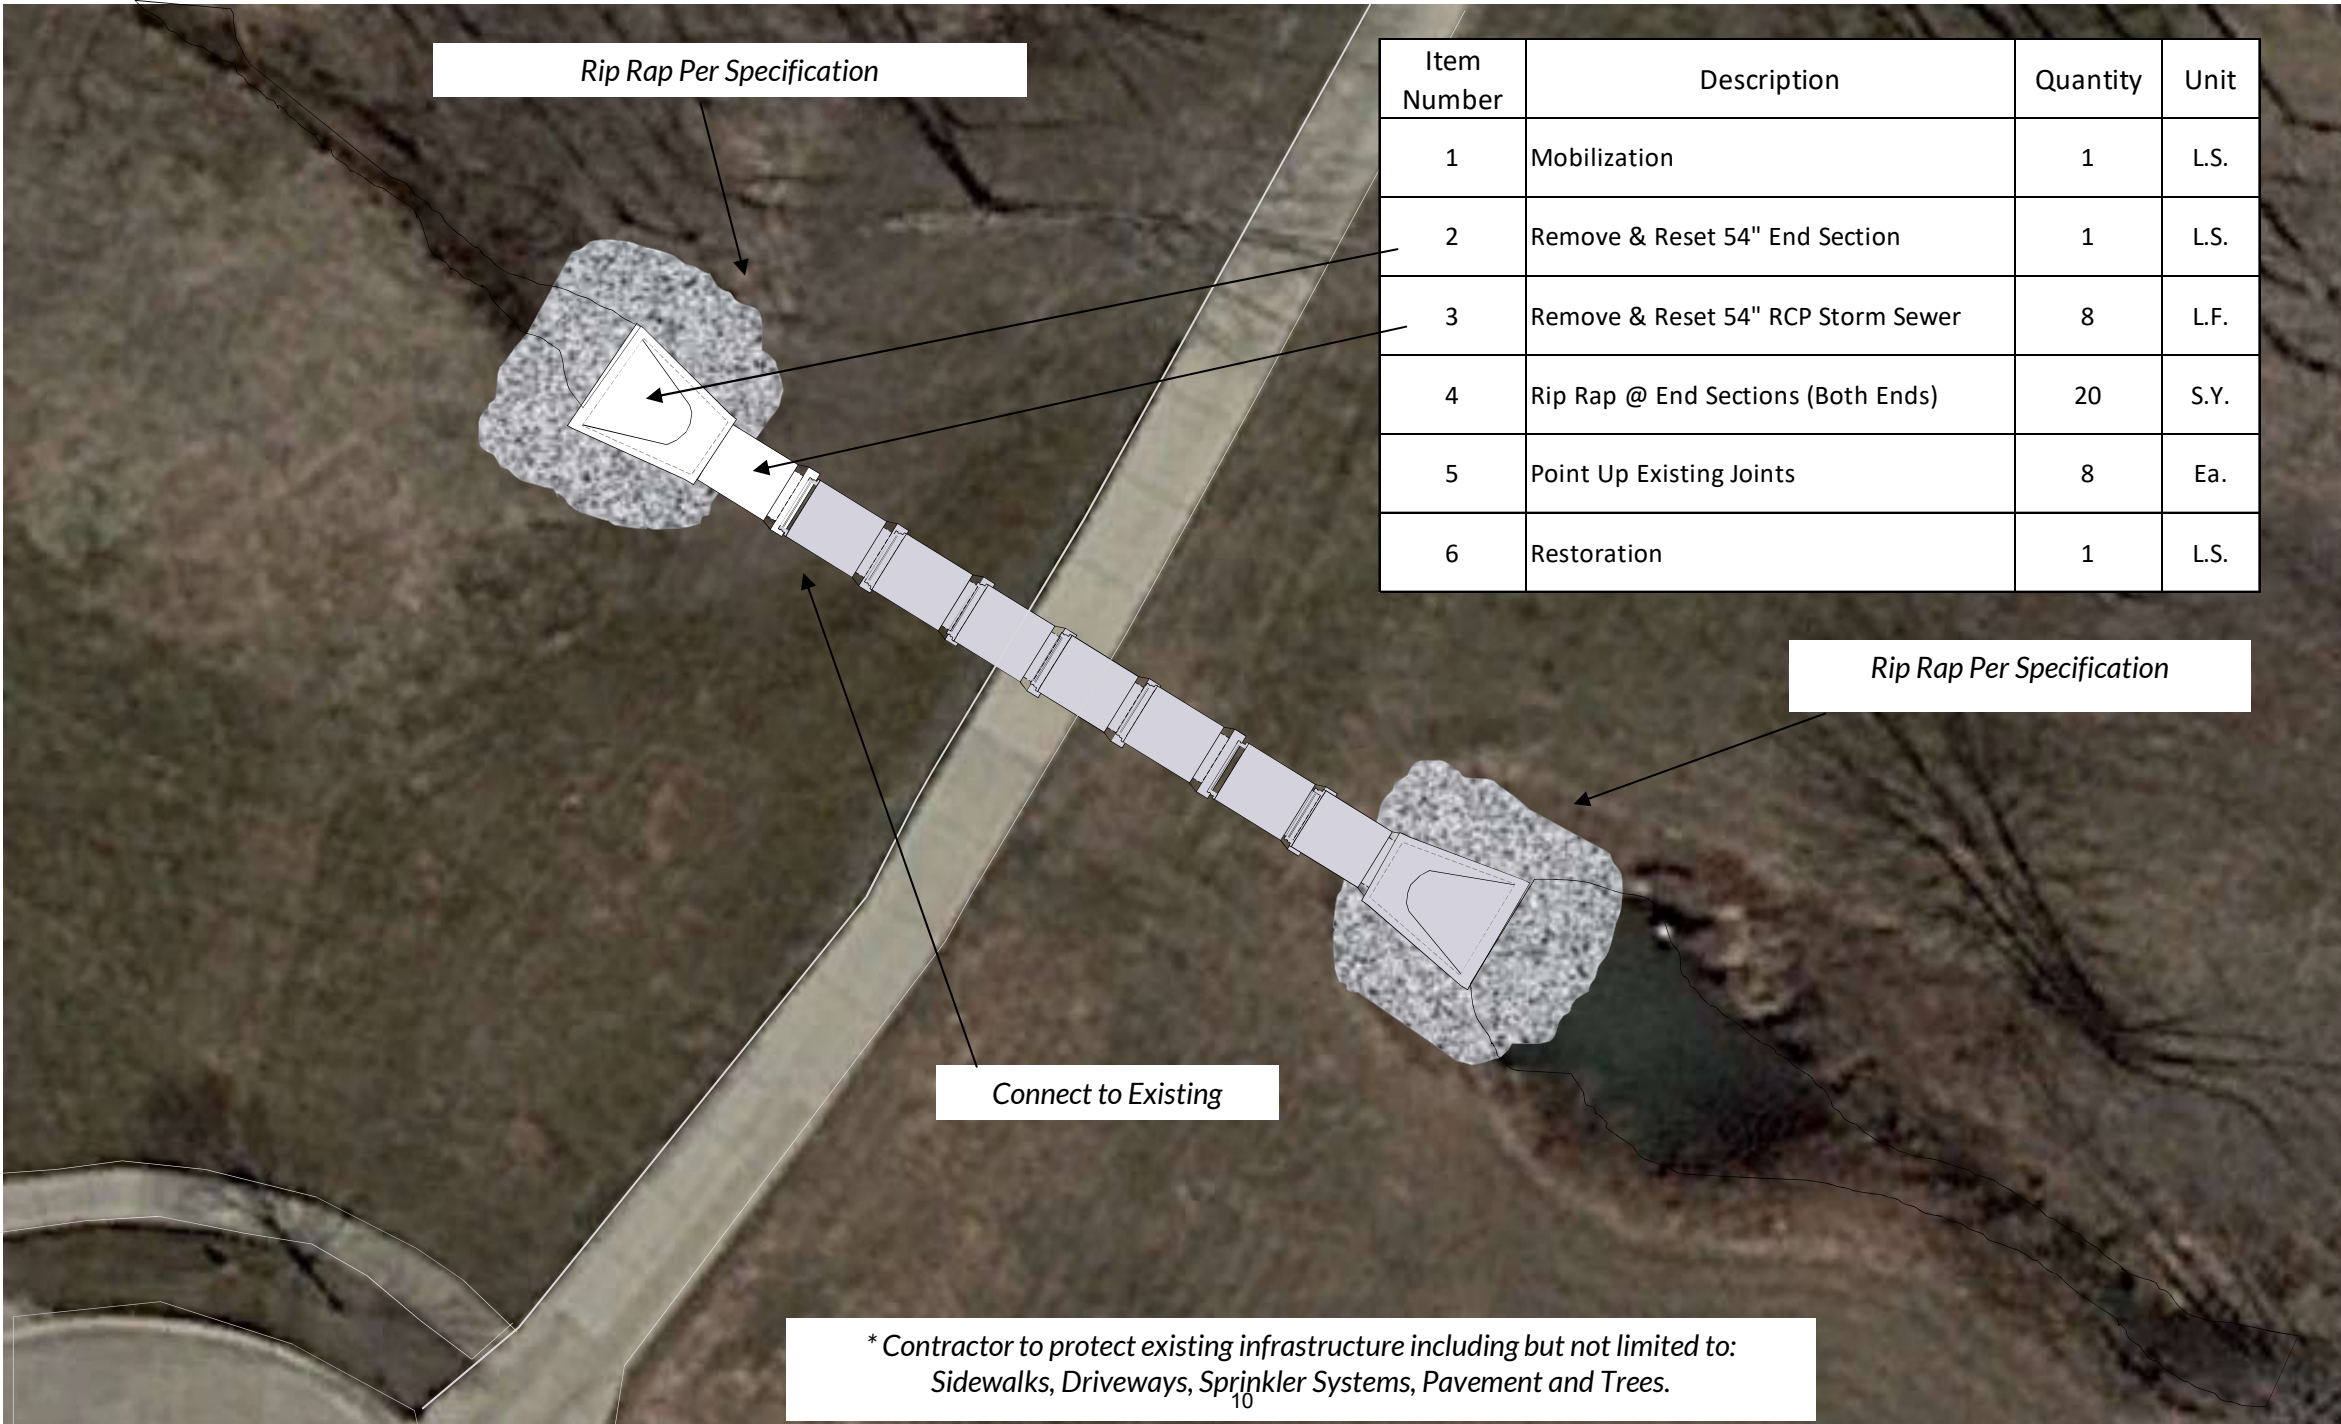 Rip Rap Per Specification
Item Number Description Quantity Unit
1 Mobilization 1 L.S.
2 Remove & Reset 54" End Section 1 L.S.
3 Remove & Reset 54" RCP Storm Sewer 8 L.F.
4 Rip Rap @ End Sections (Both Ends) 20 S.Y.
5 Point Up Existing Joints 8 Ea.
6 Restoration 1 L.S.
Rip Rap Per Specification
Connect to Existing
* Contractor to protect existing infrastructure including but not limited to:
Sidewalks, Driveways, Sprinkler Systems, Pavement and Trees.
10